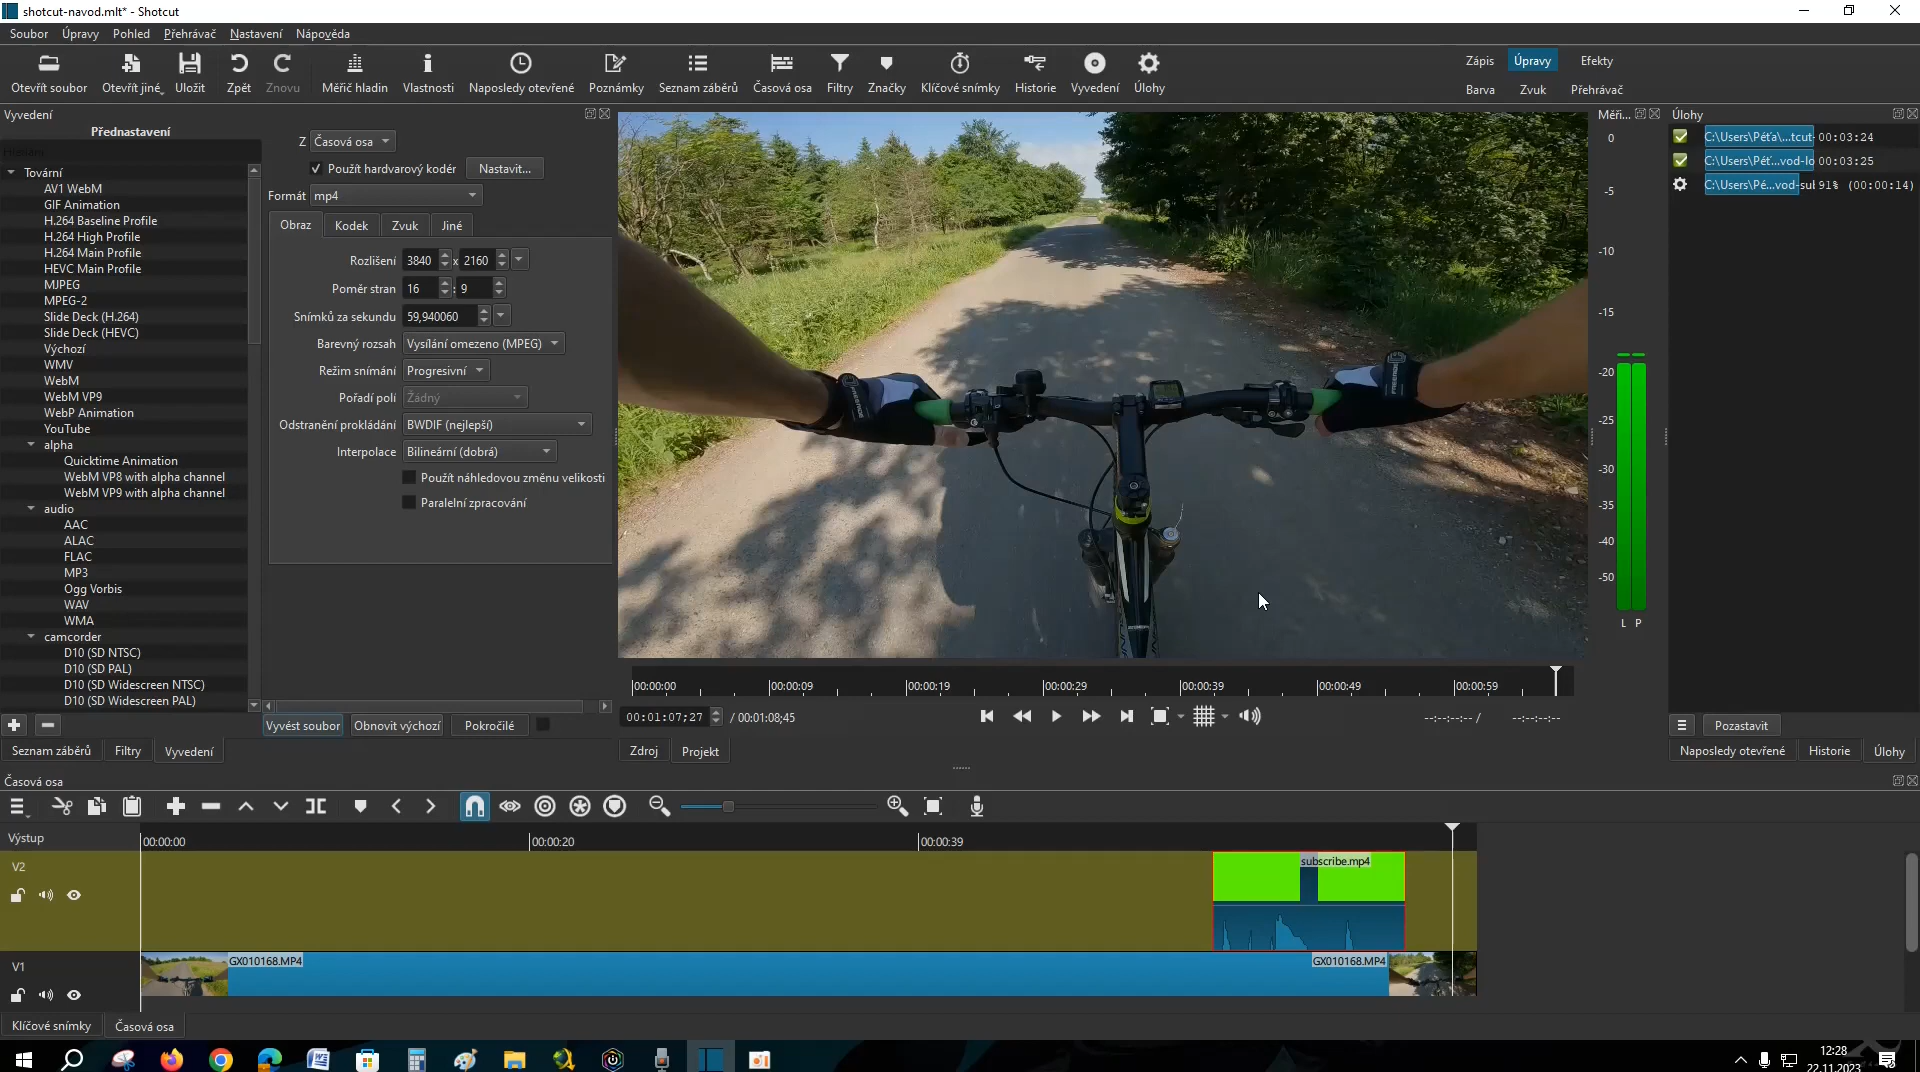 shotcut-navod.mlt* - Shotcut
Soubor Úpravy Pohled Přehrávač Nastavení Nápověda
Otevřít soubor Otevřít jiné Uložit Zpět Znovu Měřič hladin Vlastnosti Naposledy otevřené Poznámky Seznam záběrů Časová osa Filtry Značky Klíčové snímky Historie Vyvedení Úlohy
Zápis Úpravy Efekty
Barva Zvuk Přehrávač
Vyvedení
Přednastavení
Tovární
AV1 WebM
GIF Animation
H.264 Baseline Profile
H.264 High Profile
H.264 Main Profile
HEVC Main Profile
MJPEG
MPEG-2
Slide Deck (H.264)
Slide Deck (HEVC)
Výchozí
WMV
WebM
WebM VP9
WebP Animation
YouTube
alpha
Quicktime Animation
WebM VP8 with alpha channel
WebM VP9 with alpha channel
audio
AAC
ALAC
FLAC
MP3
Ogg Vorbis
WAV
WMA
camcorder
D10 (SD NTSC)
D10 (SD PAL)
D10 (SD Widescreen NTSC)
D10 (SD Widescreen PAL)
Z Časová osa
Použít hardvarový kodér Nastavit...
Formát mp4
Obraz Kodek Zvuk Jiné
Rozlišení 3840 x 2160
Poměr stran 16 : 9
Snímků za sekundu 59,940060
Barevný rozsah Vysílání omezeno (MPEG)
Režim snímání Progresivní
Pořadí polí Žádný
Odstranění prokládání BWDIF (nejlepší)
Interpolace Bilineární (dobrá)
Použít náhledovou změnu velikosti
Paralelní zpracování
Vyvést soubor Obnovit výchozí Pokročilé
Seznam záběrů Filtry Vyvedení
00:00:00 00:00:09 00:00:19 00:00:29 00:00:39 00:00:49 00:00:59
00:01:07;27 / 00:01:08;45 --:--:--:-- / --:--:--:--
Zdroj Projekt
Měři...
0
-5
-10
-15
-20
-25
-30
-35
-40
-50
L P
Úlohy
C:\Users\Péťa\...tcut- 00:03:24
C:\Users\Péť...vod-lo 00:03:25
C:\Users\Pé...vod-sul 91% (00:00:14)
Pozastavit
Naposledy otevřené Historie Úlohy
Časová osa
Výstup
00:00:00 00:00:20 00:00:39
V2
subscribe.mp4
V1
GX010168.MP4 GX010168.MP4
Klíčové snímky Časová osa
12:28
22.11.2023